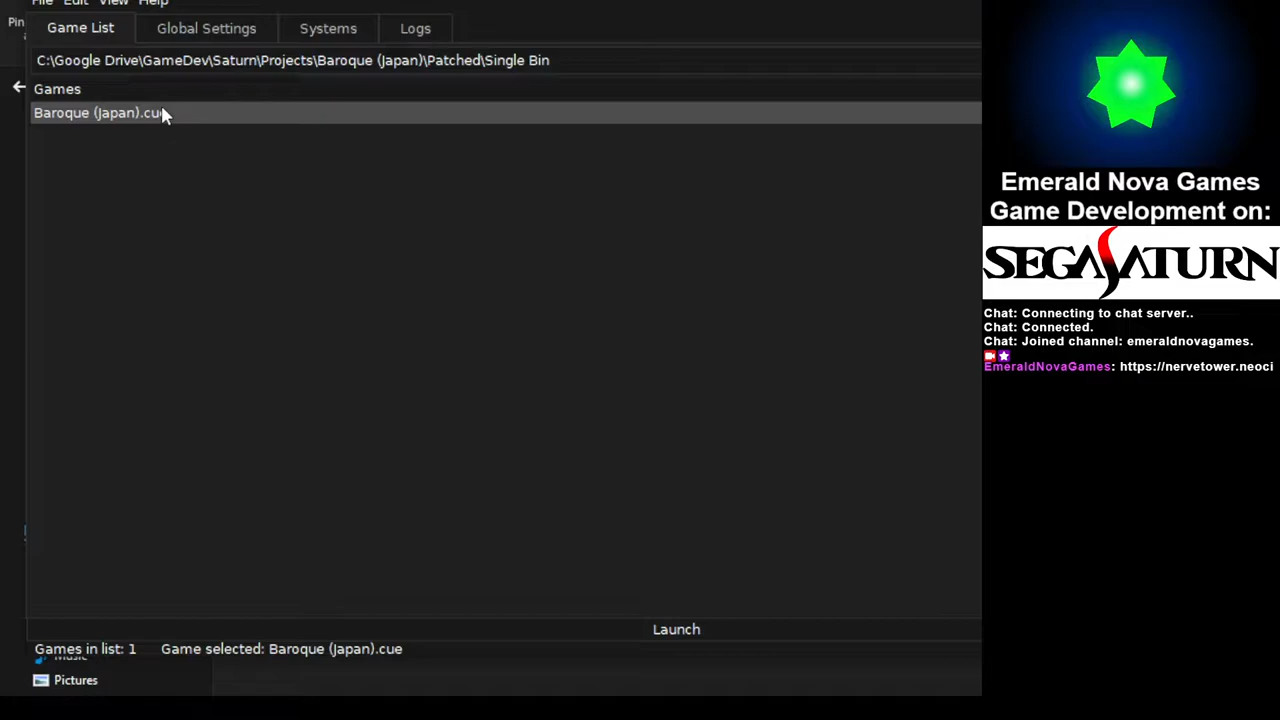 File Edit View Help
Pin
Game List Global Settings Systems Logs
C:\Google Drive\GameDev\Saturn\Projects\Baroque (Japan)\Patched\Single Bin
Games
Baroque (Japan).cue
Launch
Games in list: 1 Game selected: Baroque (Japan).cue
Music
Pictures
Emerald Nova Games
Game Development on:
SEGA SATURN
Chat: Connecting to chat server..
Chat: Connected.
Chat: Joined channel: emeraldnovagames.
EmeraldNovaGames: https://nervetower.neoci